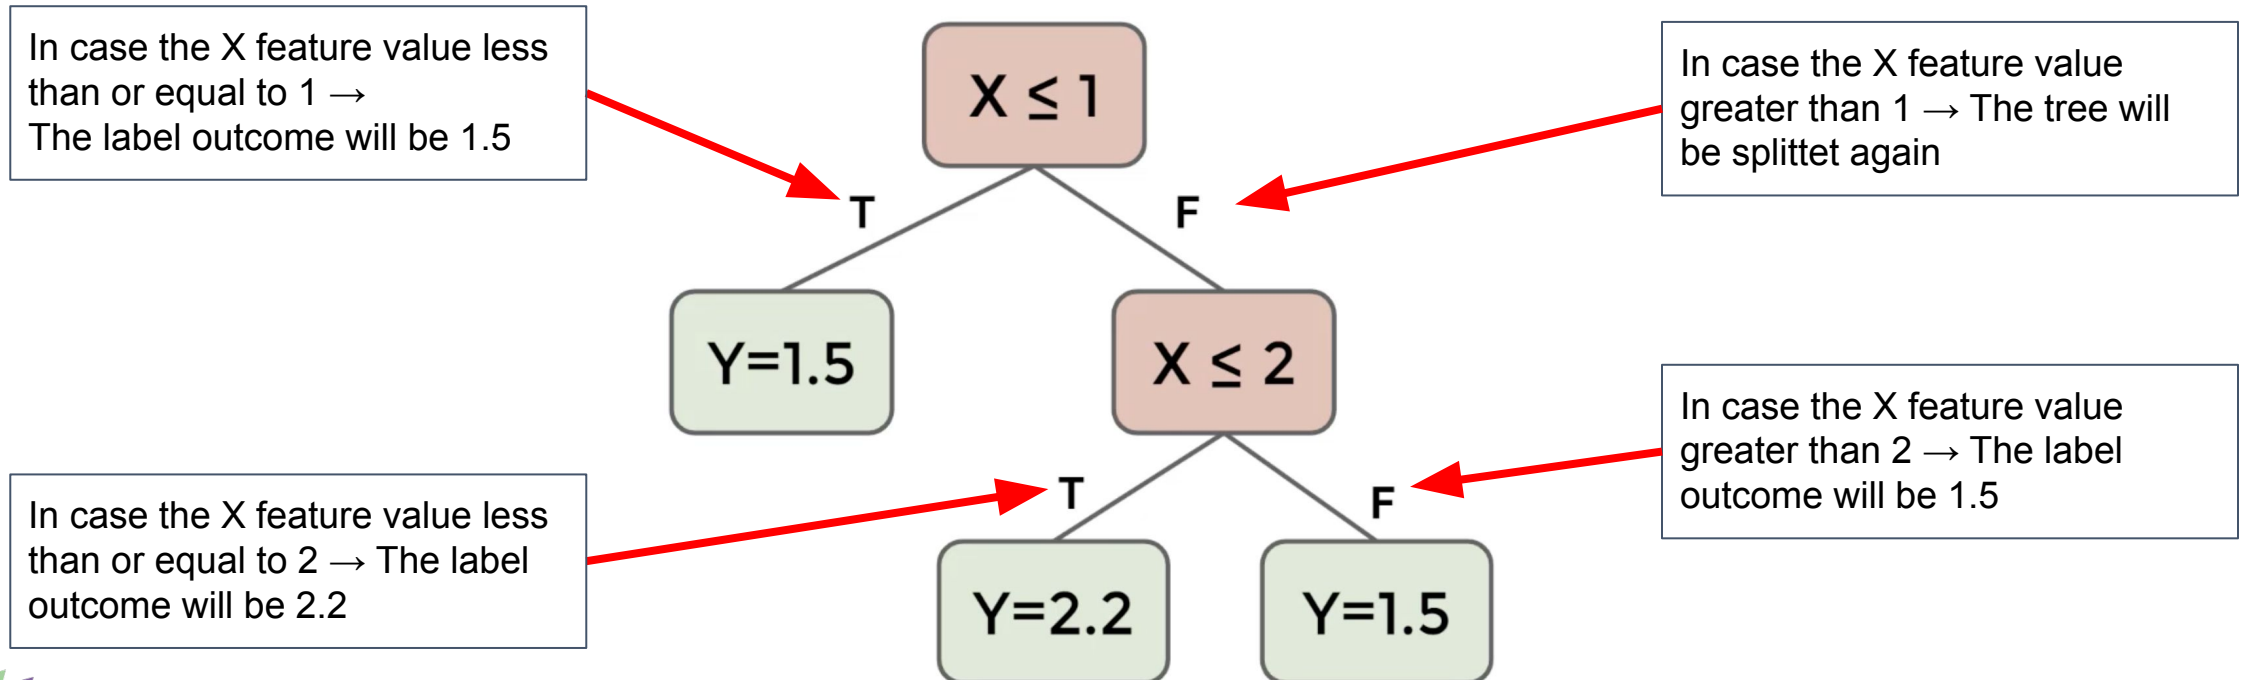 In case the X feature value less
than or equal to 1 →
The label outcome will be 1.5
X ≤ 1
In case the X feature value
greater than 1 → The tree will
be splittet again
T
F
Y=1.5
X ≤ 2
In case the X feature value less
than or equal to 2 → The label
outcome will be 2.2
T
F
In case the X feature value
greater than 2 → The label
outcome will be 1.5
Y=2.2
Y=1.5